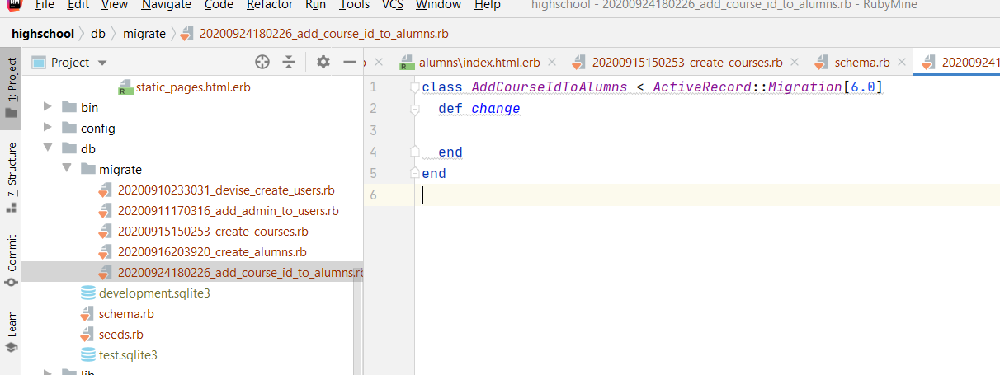 RM File Edit View Navigate Code Refactor Run Tools VCS Window Help highschool - 20200924180226_add_course_id_to_alumns.rb - RubyMine
highschool db migrate 20200924180226_add_course_id_to_alumns.rb
Project
b alumns\index.html.erb 20200915150253_create_courses.rb schema.rb 202009241
1: Project
7: Structure
Commit
Learn
static_pages.html.erb
bin
config
db
migrate
20200910233031_devise_create_users.rb
20200911170316_add_admin_to_users.rb
20200915150253_create_courses.rb
20200916203920_create_alumns.rb
20200924180226_add_course_id_to_alumns.rb
development.sqlite3
schema.rb
seeds.rb
test.sqlite3
lib
1 class AddCourseIdToAlumns < ActiveRecord::Migration[6.0]
2 def change
3
4 end
5 end
6